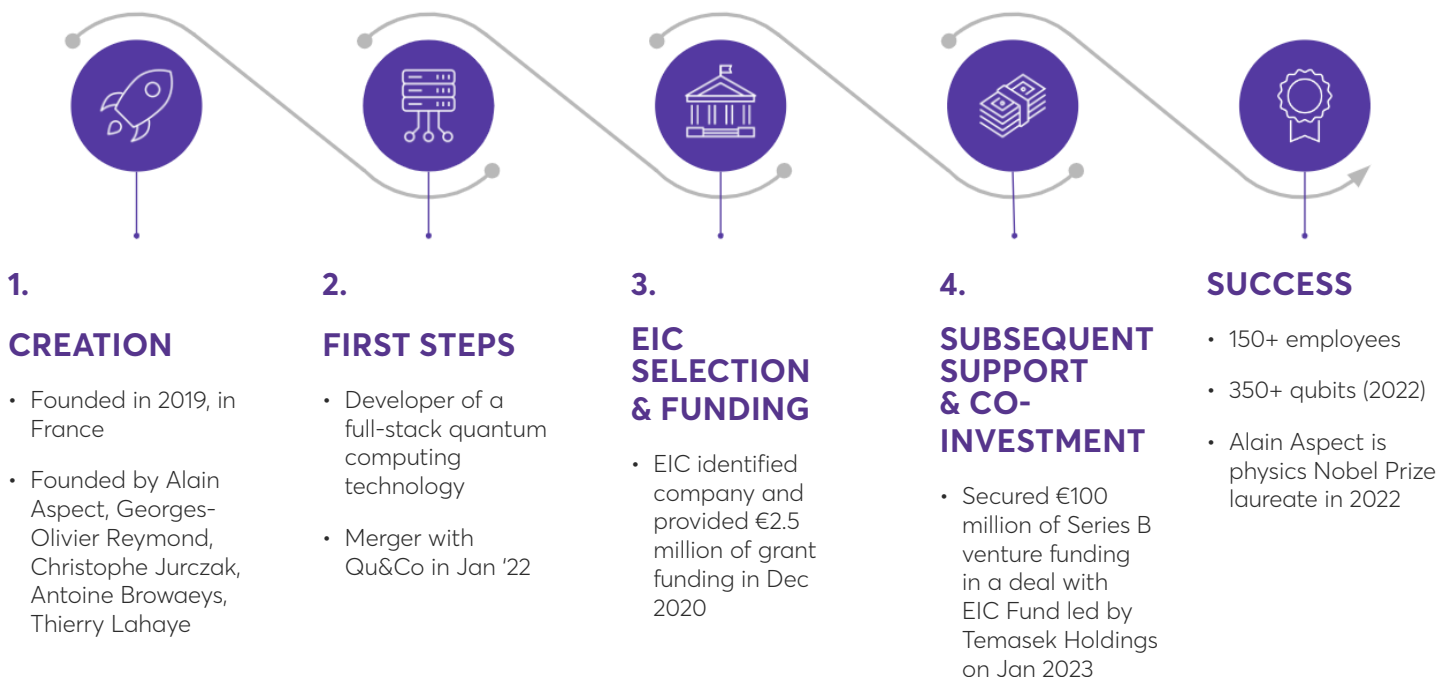 1.
CREATION
• Founded in 2019, in
France
• Founded by Alain
Aspect, Georges-
Olivier Reymond,
Christophe Jurczak,
Antoine Browaeys,
Thierry Lahaye
2.
FIRST STEPS
• Developer of a
full-stack quantum
computing
technology
• Merger with
Qu&Co in Jan '22
3.
EIC
SELECTION
& FUNDING
• EIC identified
company and
provided €2.5
million of grant
funding in Dec
2020
4.
SUBSEQUENT
SUPPORT
& CO-
INVESTMENT
• Secured €100
million of Series B
venture funding
in a deal with
EIC Fund led by
Temasek Holdings
on Jan 2023
SUCCESS
• 150+ employees
• 350+ qubits (2022)
• Alain Aspect is
physics Nobel Prize
laureate in 2022